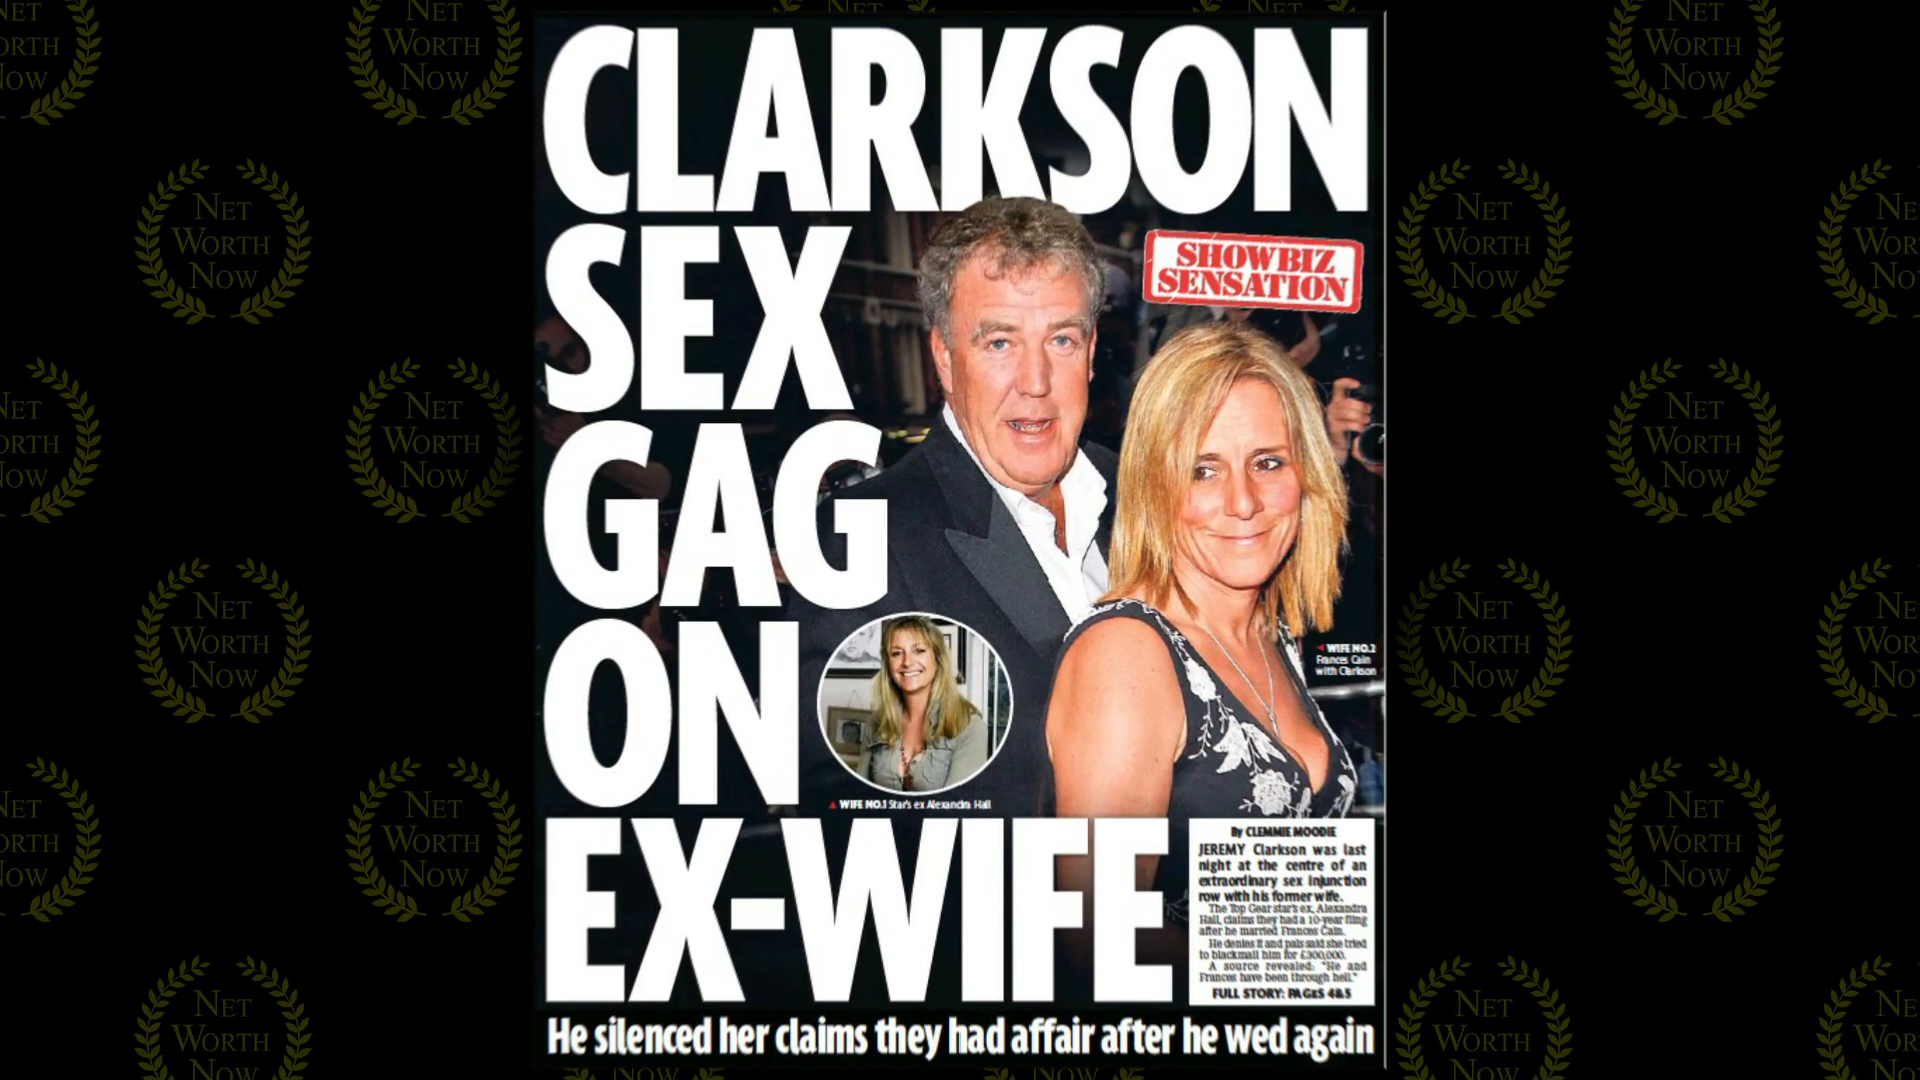 CLARKSON
SEX
GAG
ON
EX-WIFE
SHOWBIZ
SENSATION
◄ WIFE NO.2
Frances Cain
with Clarkson
▲ WIFE NO.1 Star's ex Alexandra Hall
By CLEMMIE MOODIE
JEREMY Clarkson was last
night at the centre of an
extraordinary sex injunction
row with his former wife.
The Top Gear star's ex, Alexandra
Hall, claims they had a 10-year fling
after he married Frances Cain.
He denies it and pals said she tried
to blackmail him for £300,000.
A source revealed: "He and
Frances have been through hell."
FULL STORY: PAGES 4&5
He silenced her claims they had affair after he wed again
NET
WORTH
NOW